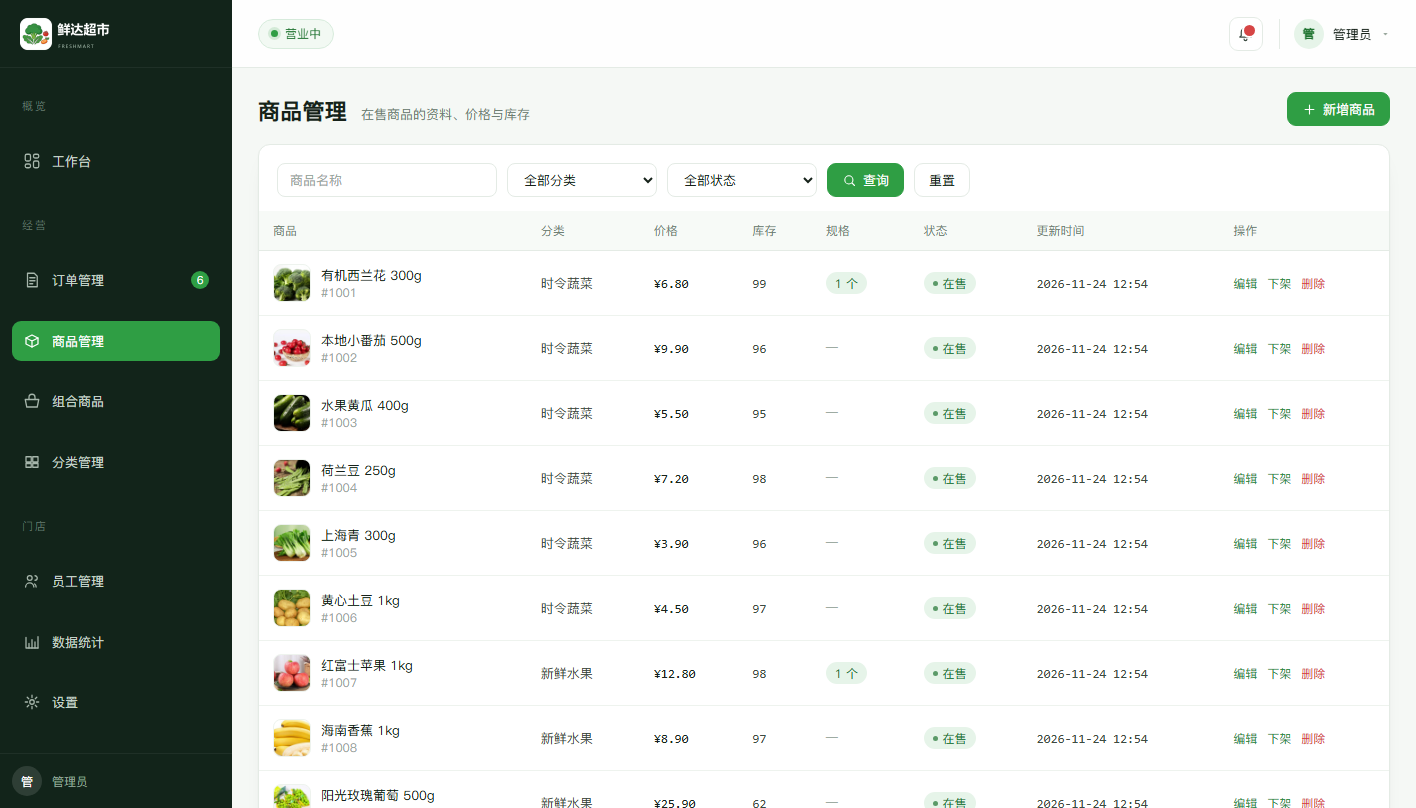 鲜达超市
FRESHMART
营业中
管 管理员
概览
工作台
经营
订单管理 6
商品管理
组合商品
分类管理
门店
员工管理
数据统计
设置
管 管理员
商品管理 在售商品的资料、价格与库存
新增商品
商品名称 全部分类 全部状态 查询 重置
商品 分类 价格 库存 规格 状态 更新时间 操作
有机西兰花 300g
#1001
时令蔬菜 ¥6.80 99 1 个 在售 2026-11-24 12:54 编辑 下架 删除
本地小番茄 500g
#1002
时令蔬菜 ¥9.90 96 — 在售 2026-11-24 12:54 编辑 下架 删除
水果黄瓜 400g
#1003
时令蔬菜 ¥5.50 95 — 在售 2026-11-24 12:54 编辑 下架 删除
荷兰豆 250g
#1004
时令蔬菜 ¥7.20 98 — 在售 2026-11-24 12:54 编辑 下架 删除
上海青 300g
#1005
时令蔬菜 ¥3.90 96 — 在售 2026-11-24 12:54 编辑 下架 删除
黄心土豆 1kg
#1006
时令蔬菜 ¥4.50 97 — 在售 2026-11-24 12:54 编辑 下架 删除
红富士苹果 1kg
#1007
新鲜水果 ¥12.80 98 1 个 在售 2026-11-24 12:54 编辑 下架 删除
海南香蕉 1kg
#1008
新鲜水果 ¥8.90 97 — 在售 2026-11-24 12:54 编辑 下架 删除
阳光玫瑰葡萄 500g
新鲜水果 ¥25.90 62 — 在售 2026-11-24 12:54 编辑 下架 删除